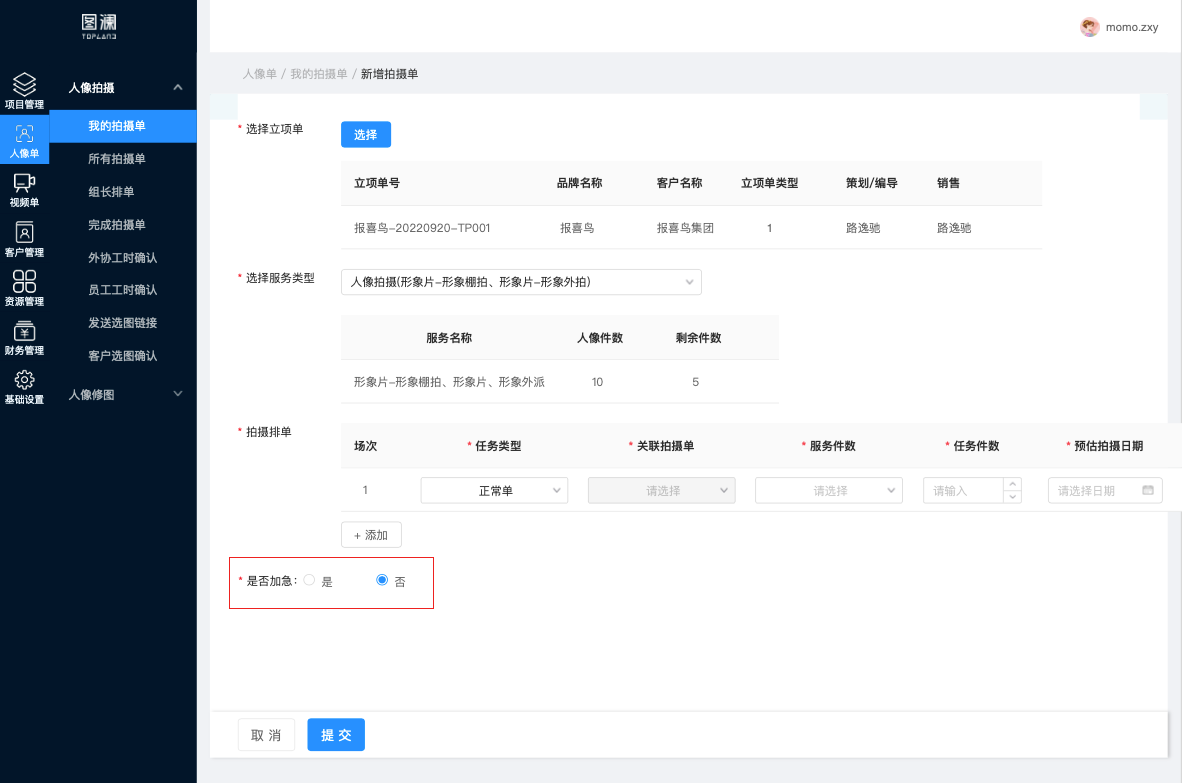 图澜
TOPLAND
momo.zxy
项目管理
人像单
视频单
客户管理
资源管理
财务管理
基础设置
人像拍摄
我的拍摄单
所有拍摄单
组长排单
完成拍摄单
外协工时确认
员工工时确认
发送选图链接
客户选图确认
人像修图
人像单 / 我的拍摄单 / 新增拍摄单
* 选择立项单 选择
立项单号 品牌名称 客户名称 立项单类型 策划/编导 销售
报喜鸟-20220920-TP001 报喜鸟 报喜鸟集团 1 路逸驰 路逸驰
* 选择服务类型 人像拍摄(形象片-形象棚拍、形象片-形象外拍)
服务名称 人像件数 剩余件数
形象片-形象棚拍、形象片、形象外派 10 5
* 拍摄排单 场次 * 任务类型 * 关联拍摄单 * 服务件数 * 任务件数 * 预估拍摄日期
1 正常单 请选择 请选择 请输入 请选择日期
+ 添加
* 是否加急: 是 否
取 消 提 交